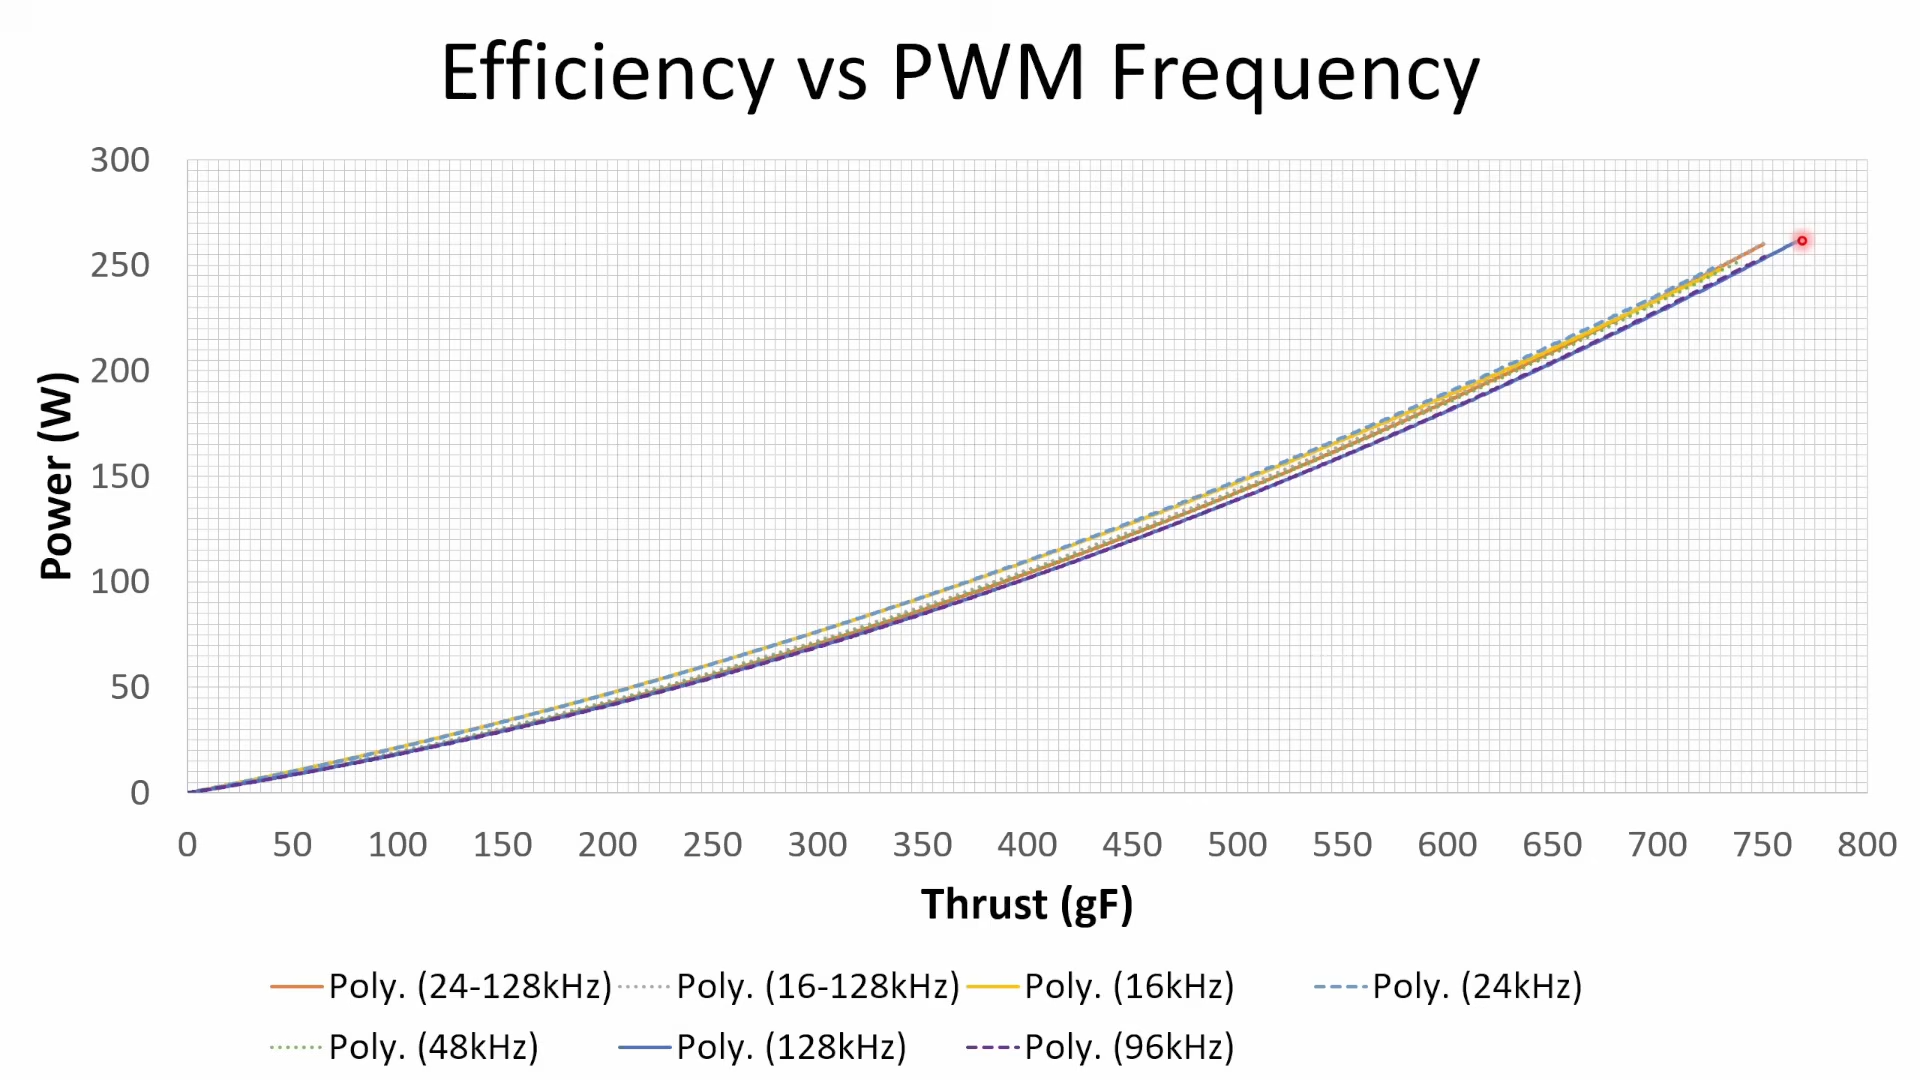 Efficiency vs PWM Frequency
300
250
200
150
100
50
0
Power (W)
0 50 100 150 200 250 300 350 400 450 500 550 600 650 700 750 800
Thrust (gF)
Poly. (24-128kHz) Poly. (16-128kHz) Poly. (16kHz) Poly. (24kHz)
Poly. (48kHz) Poly. (128kHz) Poly. (96kHz)